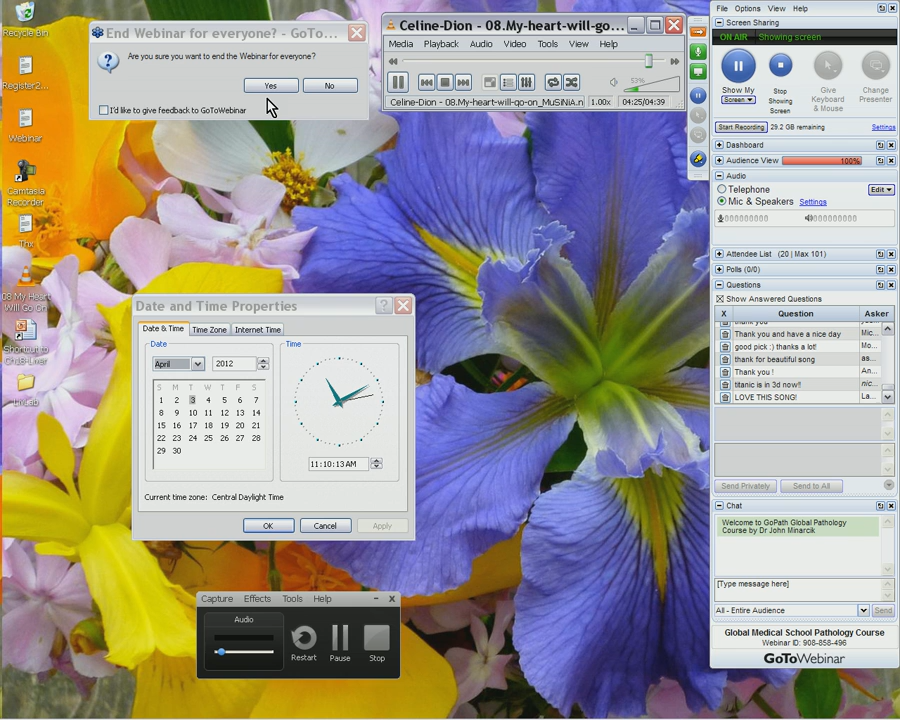 Recycle Bin
Register2...
Webinar
Camtasia
Recorder
Thx
08 My Heart
Will Go On
Shortcut to
LivLab
End Webinar for everyone? - GoTo...
Are you sure you want to end the Webinar for everyone?
Yes No
I'd like to give feedback to GoToWebinar
Celine-Dion - 08.My-heart-will-go...
Media Playback Audio Video Tools View Help
53%
Celine-Dion - 08.My-heart-will-go-on_MuSiNiA.n 1.00x 04:25/04:39
Date and Time Properties
Date & Time Time Zone Internet Time
Date
April 2012
S M T W T F S
1 2 3 4 5 6 7
8 9 10 11 12 13 14
15 16 17 18 19 20 21
22 23 24 25 26 27 28
29 30
Time
11:10:13 AM
Current time zone: Central Daylight Time
OK Cancel Apply
Capture Effects Tools Help
Audio
Restart Pause Stop
File Options View Help
Screen Sharing
ON AIR Showing screen
Show My
Screen
Stop
Showing
Screen
Give
Keyboard
& Mouse
Change
Presenter
Start Recording 29.2 GB remaining Settings
Dashboard
Audience View 100%
Audio
Telephone
Mic & Speakers Settings
Edit
Attendee List (20 | Max 101)
Polls (0/0)
Questions
Show Answered Questions
X Question Asker
Thank you and have a nice day Mic...
good pick :) thanks a lot! Mo...
thank for beautiful song as...
Thank you ! An...
titanic is in 3d now!! nic...
LOVE THIS SONG! La...
Send Privately Send to All
Chat
Welcome to GoPath Global Pathology
Course by Dr John Minarcik
[Type message here]
All - Entire Audience Send
Global Medical School Pathology Course
Webinar ID: 908-858-496
GoToWebinar